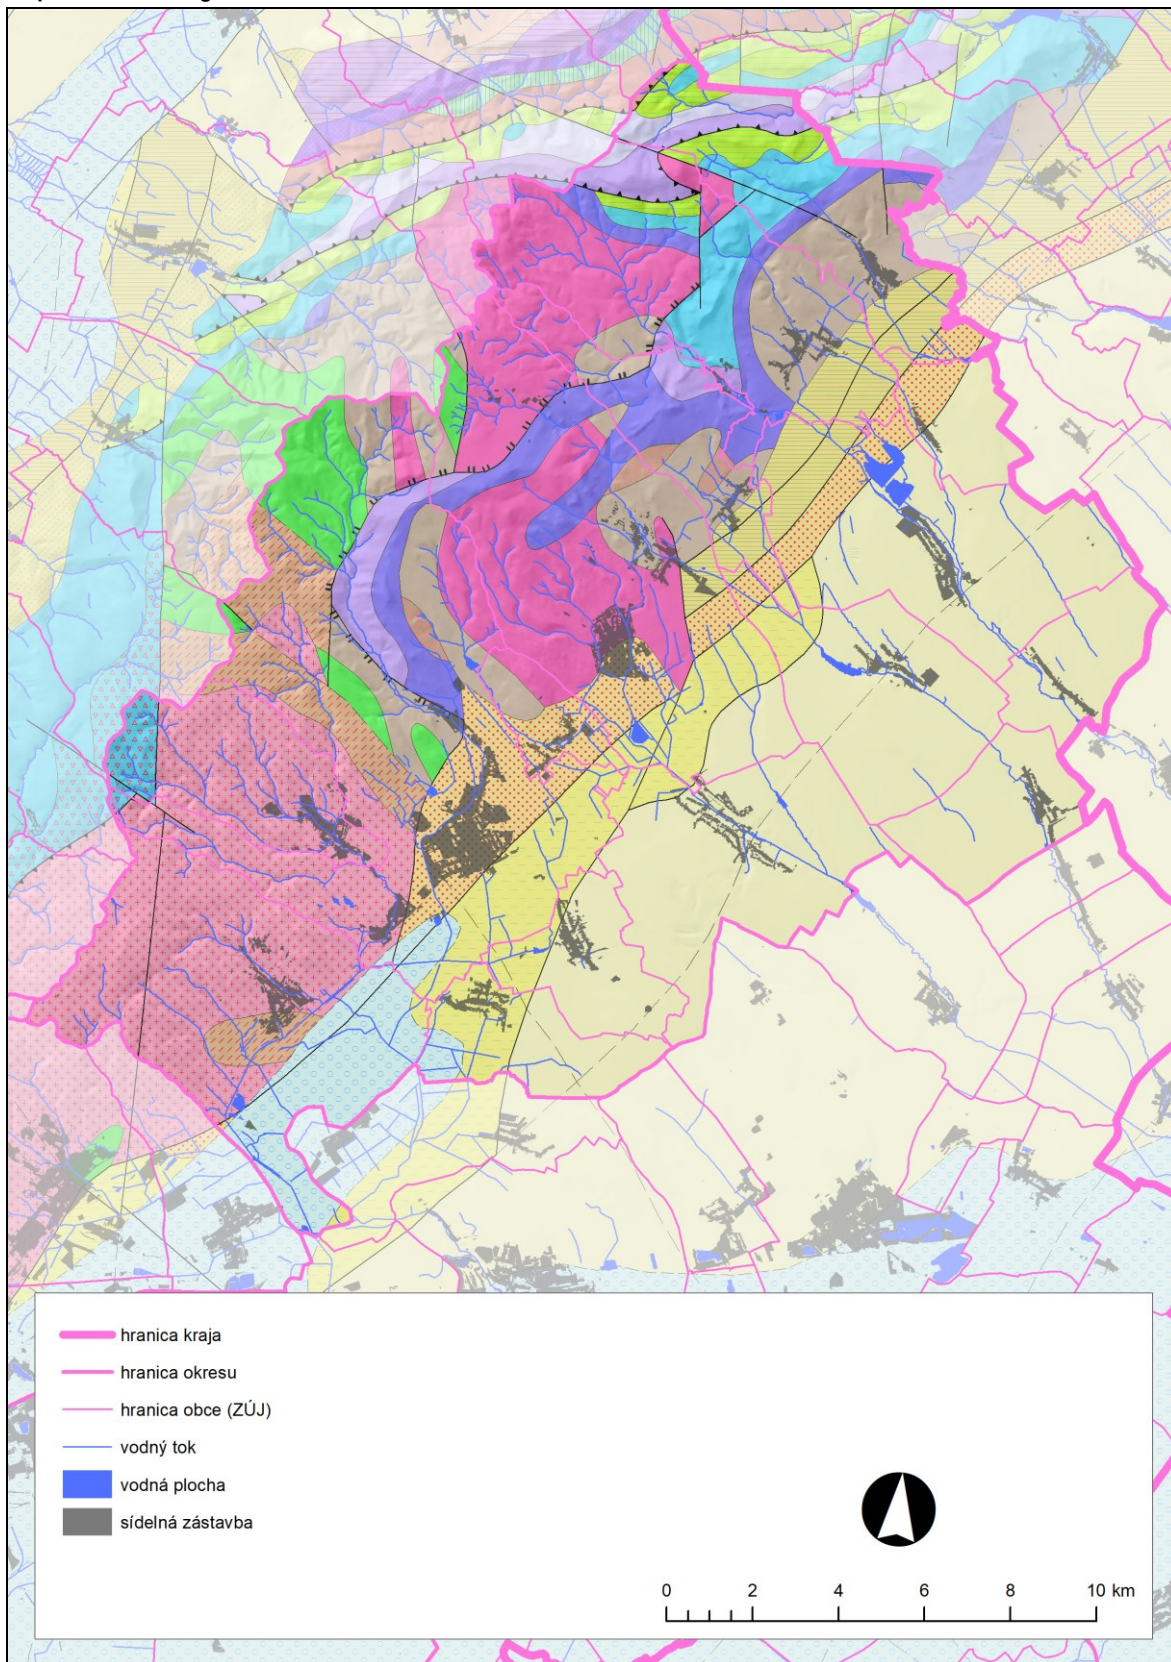 hranica kraja
hranica okresu
hranica obce (ZÚJ)
vodný tok
vodná plocha
sídelná zástavba
0 2 4 6 8 10 km